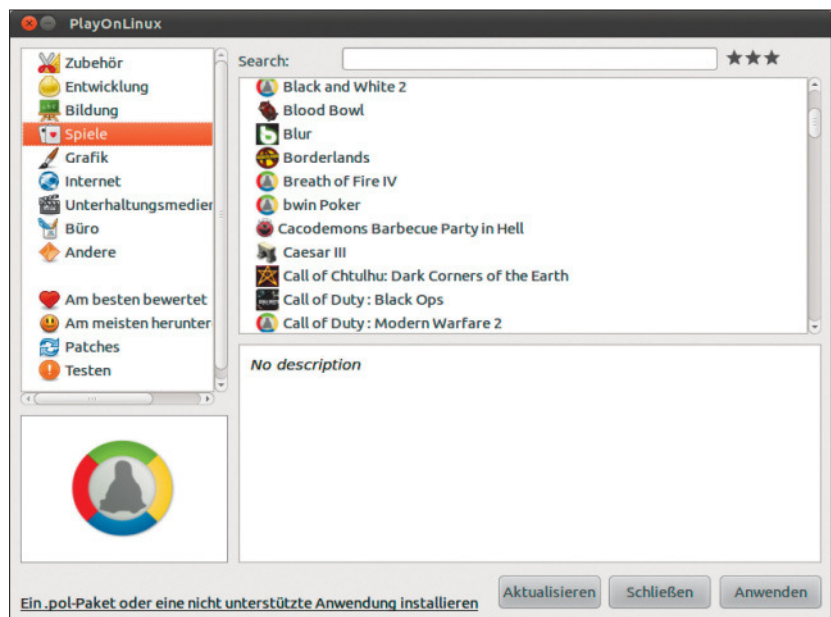 PlayOnLinux
Zubehör
Entwicklung
Bildung
Spiele
Grafik
Internet
Unterhaltungsmedier
Büro
Andere
Am besten bewertet
Am meisten herunter
Patches
Testen
Search:
Black and White 2
Blood Bowl
Blur
Borderlands
Breath of Fire IV
bwin Poker
Cacodemons Barbecue Party in Hell
Caesar III
Call of Chtulhu: Dark Corners of the Earth
Call of Duty : Black Ops
Call of Duty : Modern Warfare 2
No description
Ein .pol-Paket oder eine nicht unterstützte Anwendung installieren
Aktualisieren
Schließen
Anwenden